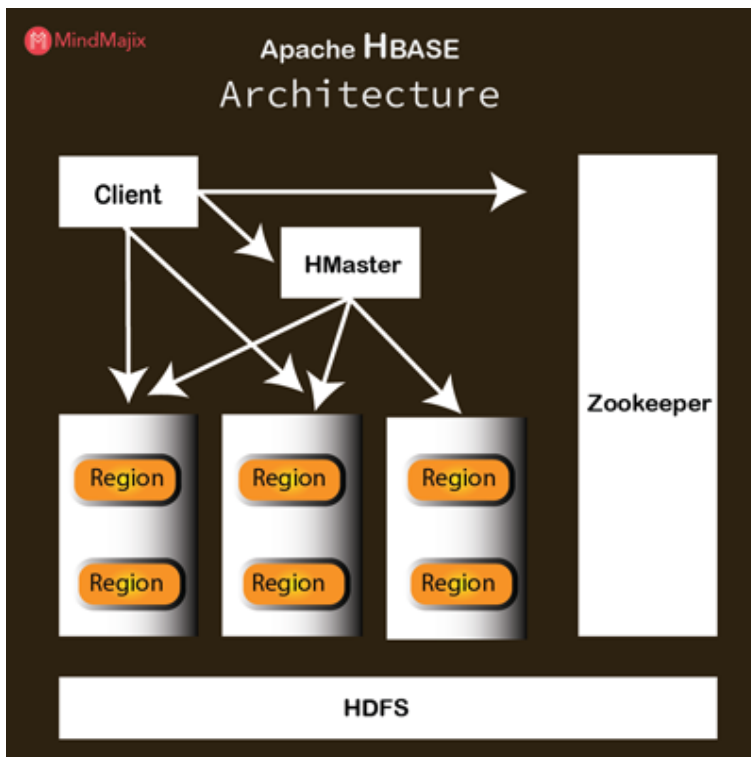 MindMajix
Apache HBASE
Architecture
Client
HMaster
Zookeeper
Region Region Region
Region Region Region
HDFS